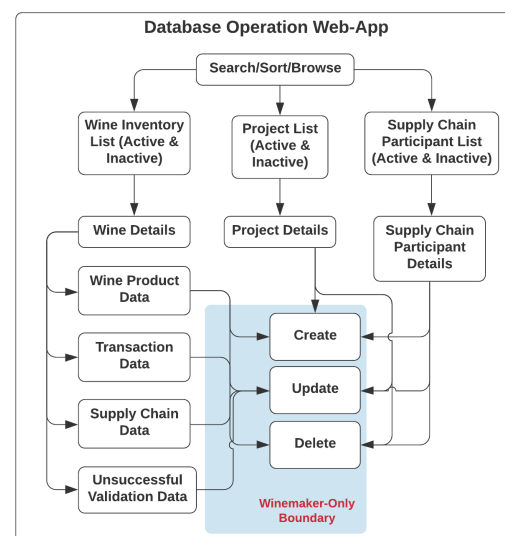 Database Operation Web-App
Search/Sort/Browse
Wine Inventory
List (Active &
Inactive)
Project List
(Active &
Inactive)
Supply Chain
Participant List
(Active & Inactive)
Wine Details
Project Details
Supply Chain
Participant
Details
Wine Product
Data
Transaction
Data
Supply Chain
Data
Unsuccessful
Validation Data
Create
Update
Delete
Winemaker-Only
Boundary